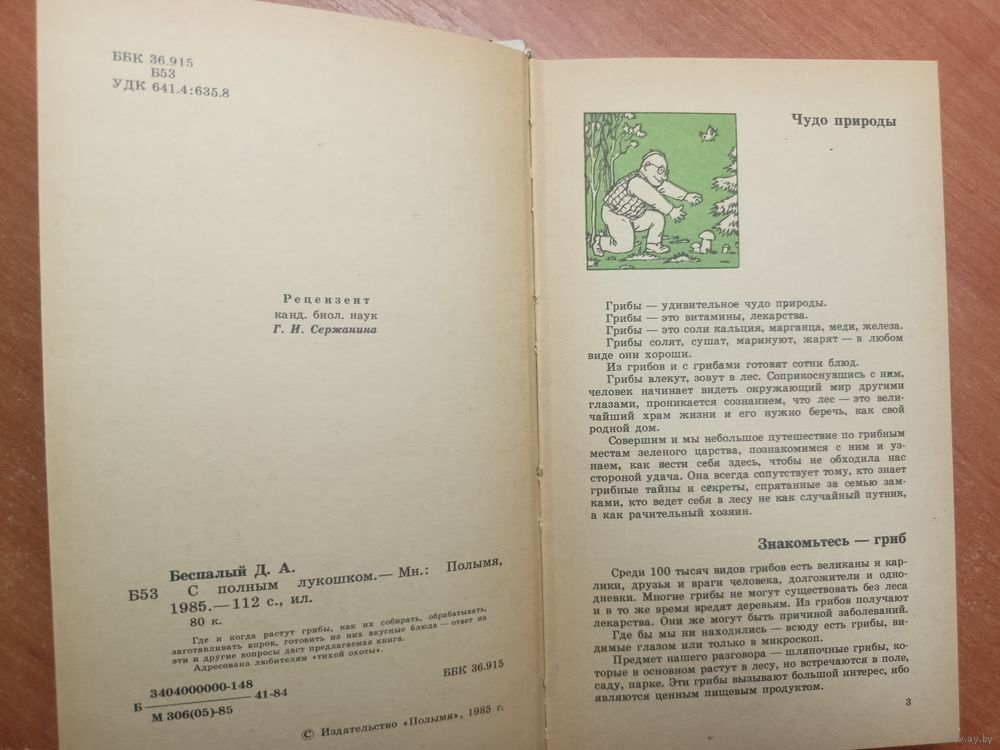 ББК 36.915
Б53
УДК 641.4:635.8
Рецензент
канд. биол. наук
Г. И. Сержанина
Беспалый Д. А.
Б53 С полным лукошком.— Мн.: Полымя,
1985.—112 с., ил.
80 к.
Где и когда растут грибы, как их собирать, обрабатывать,
заготавливать впрок, готовить из них вкусные блюда — ответ на
эти и другие вопросы даст предлагаемая книга.
Адресована любителям «тихой охоты».
ББК 36.915
3404000000-148
Б 41-84
М 306(05)-85
© Издательство «Полымя», 1985 г.
Чудо природы
Грибы — удивительное чудо природы.
Грибы — это витамины, лекарства.
Грибы — это соли кальция, марганца, меди, железа.
Грибы солят, сушат, маринуют, жарят — в любом
виде они хороши.
Из грибов и с грибами готовят сотни блюд.
Грибы влекут, зовут в лес. Соприкоснувшись с ним,
человек начинает видеть окружающий мир другими
глазами, проникается сознанием, что лес — это вели-
чайший храм жизни и его нужно беречь, как свой
родной дом.
Совершим и мы небольшое путешествие по грибным
местам зеленого царства, познакомимся с ним и уз-
наем, как вести себя здесь, чтобы не обходила нас
стороной удача. Она всегда сопутствует тому, кто знает
грибные тайны и секреты, спрятанные за семью зам-
ками, кто ведет себя в лесу не как случайный путник,
а как рачительный хозяин.
Знакомьтесь — гриб
Среди 100 тысяч видов грибов есть великаны и кар-
лики, друзья и враги человека, долгожители и одно-
дневки. Многие грибы не могут существовать без леса
и в то же время вредят деревьям. Из грибов получают
лекарства. Они же могут быть причиной заболеваний.
Где бы мы ни находились — всюду есть грибы, ви-
димые глазом или только в микроскоп.
Предмет нашего разговора — шляпочные грибы, ко-
торые в основном растут в лесу, но встречаются в поле,
саду, парке. Эти грибы вызывают большой интерес, ибо
являются ценным пищевым продуктом.
3
www.ay.by